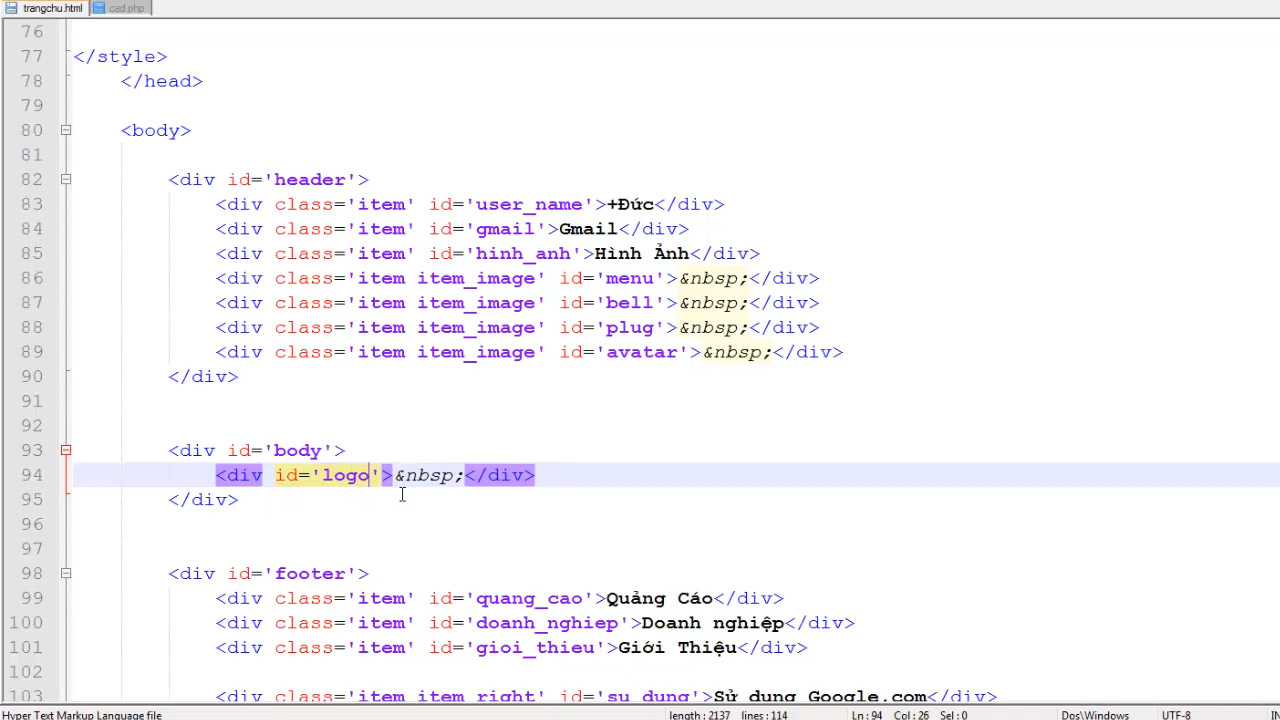 trangchu.html cad.php
76
77 </style>
78 </head>
79
80 <body>
81
82 <div id='header'>
83 <div class='item' id='user_name'>+Đức</div>
84 <div class='item' id='gmail'>Gmail</div>
85 <div class='item' id='hinh_anh'>Hình Ảnh</div>
86 <div class='item item_image' id='menu'>&nbsp;</div>
87 <div class='item item_image' id='bell'>&nbsp;</div>
88 <div class='item item_image' id='plug'>&nbsp;</div>
89 <div class='item item_image' id='avatar'>&nbsp;</div>
90 </div>
91
92
93 <div id='body'>
94 <div id='logo'>&nbsp;</div>
95 </div>
96
97
98 <div id='footer'>
99 <div class='item' id='quang_cao'>Quảng Cáo</div>
100 <div class='item' id='doanh_nghiep'>Doanh nghiệp</div>
101 <div class='item' id='gioi_thieu'>Giới Thiệu</div>
102
103 <div class='item item_right' id='su_dung'>Sử dụng Google.com</div>
Hyper Text Markup Language file length : 2137 lines : 114 Ln : 94 Col : 26 Sel : 0 Dos\Windows UTF-8